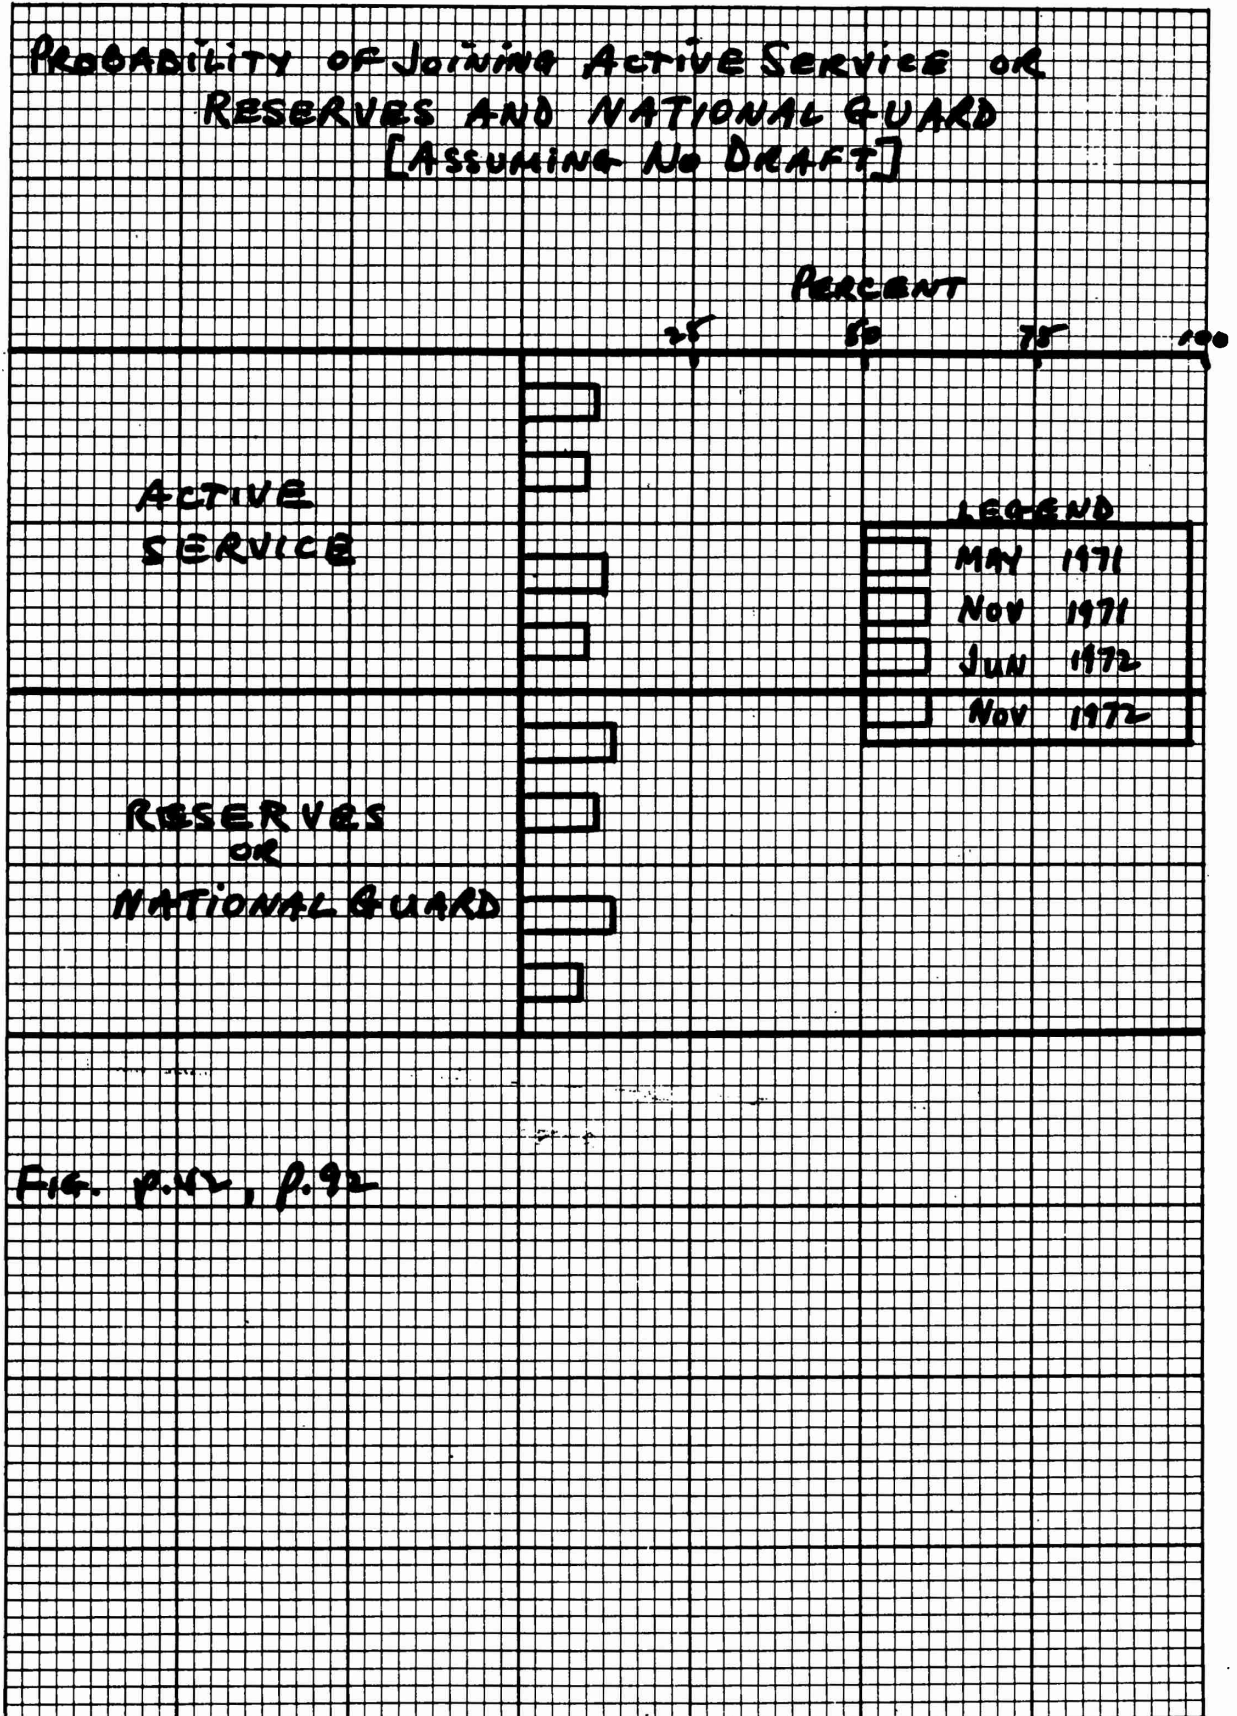 PROBABILITY OF JOINING ACTIVE SERVICE OR
RESERVES AND NATIONAL GUARD
[ASSUMING NO DRAFT]
PERCENT
25 50 75 100
ACTIVE
SERVICE
LEGEND
MAY 1971
NOV 1971
JUN 1972
NOV 1972
RESERVES
OR
NATIONAL GUARD
FIG. P.42, P.92